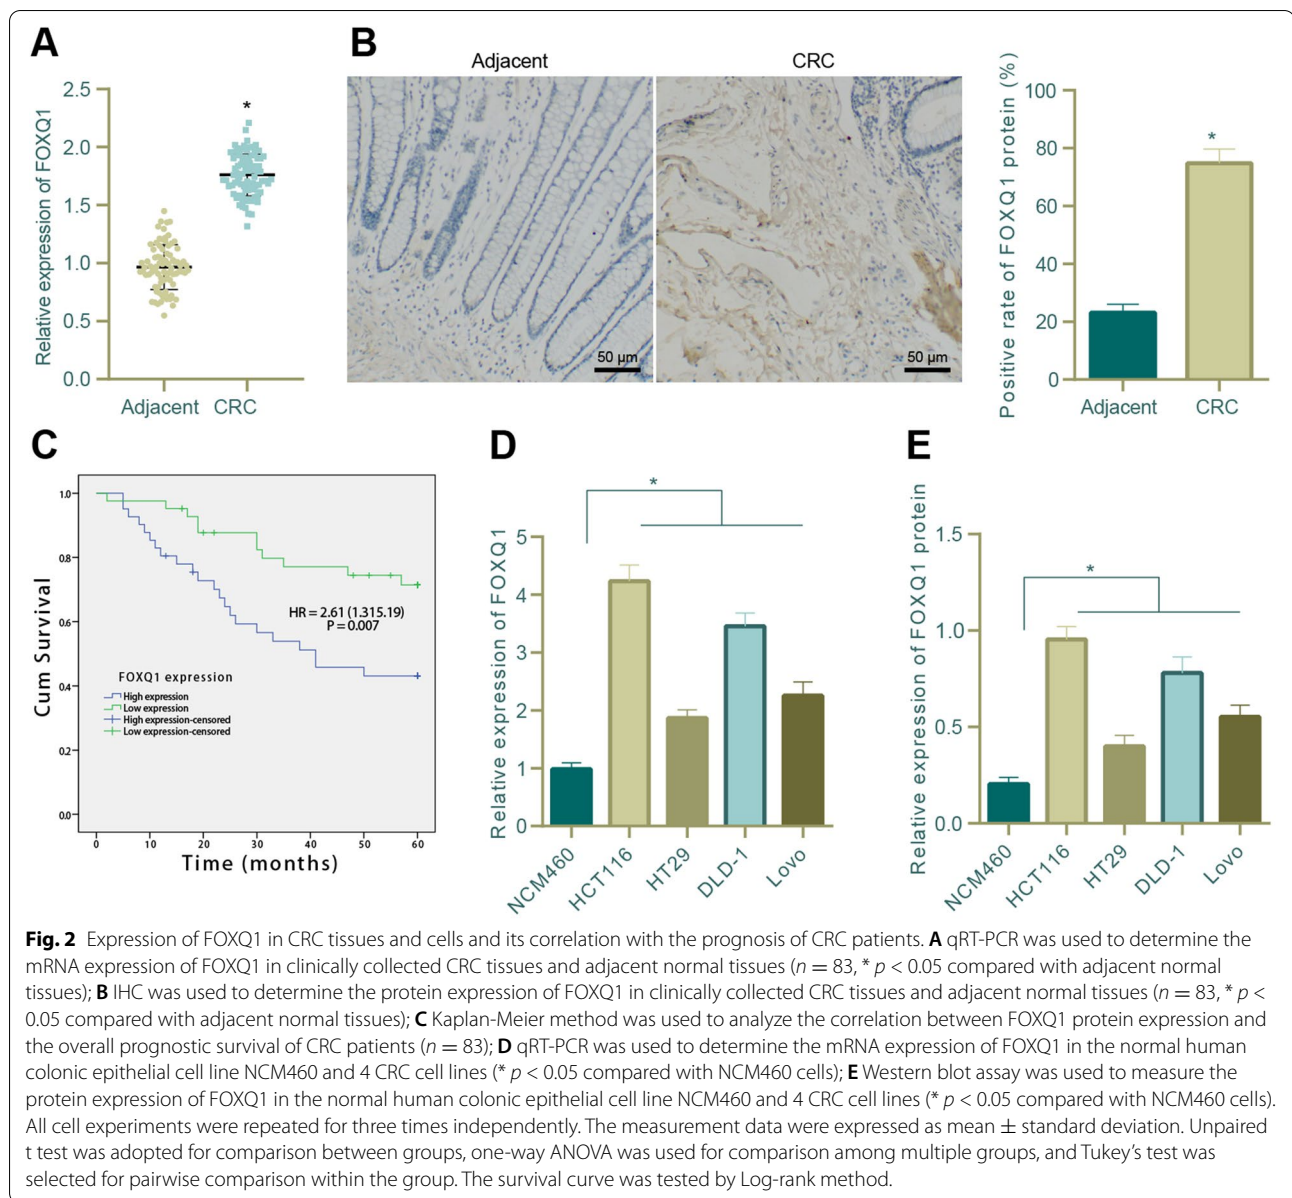 A
Relative expression of FOXQ1
2.5
2.0
1.5
1.0
0.5
0.0
*
Adjacent CRC
B
Adjacent
CRC
50 µm
50 µm
Positive rate of FOXQ1 protein (%)
100
80
60
40
20
0
*
Adjacent CRC
C
Cum Survival
1.0
0.8
0.6
0.4
0.2
0.0
HR = 2.61 (1.315.19)
P = 0.007
FOXQ1 expression
High expression
Low expression
High expression-censored
Low expression-censored
0 10 20 30 40 50 60
Time (months)
D
Relative expression of FOXQ1
5
4
3
2
1
0
*
NCM460 HCT116 HT29 DLD-1 Lovo
E
Relative expression of FOXQ1 protein
1.5
1.0
0.5
0.0
*
NCM460 HCT116 HT29 DLD-1 Lovo
Fig. 2 Expression of FOXQ1 in CRC tissues and cells and its correlation with the prognosis of CRC patients. A qRT-PCR was used to determine the
mRNA expression of FOXQ1 in clinically collected CRC tissues and adjacent normal tissues (n = 83, * p < 0.05 compared with adjacent normal
tissues); B IHC was used to determine the protein expression of FOXQ1 in clinically collected CRC tissues and adjacent normal tissues (n = 83, * p <
0.05 compared with adjacent normal tissues); C Kaplan-Meier method was used to analyze the correlation between FOXQ1 protein expression and
the overall prognostic survival of CRC patients (n = 83); D qRT-PCR was used to determine the mRNA expression of FOXQ1 in the normal human
colonic epithelial cell line NCM460 and 4 CRC cell lines (* p < 0.05 compared with NCM460 cells); E Western blot assay was used to measure the
protein expression of FOXQ1 in the normal human colonic epithelial cell line NCM460 and 4 CRC cell lines (* p < 0.05 compared with NCM460 cells).
All cell experiments were repeated for three times independently. The measurement data were expressed as mean ± standard deviation. Unpaired
t test was adopted for comparison between groups, one-way ANOVA was used for comparison among multiple groups, and Tukey's test was
selected for pairwise comparison within the group. The survival curve was tested by Log-rank method.